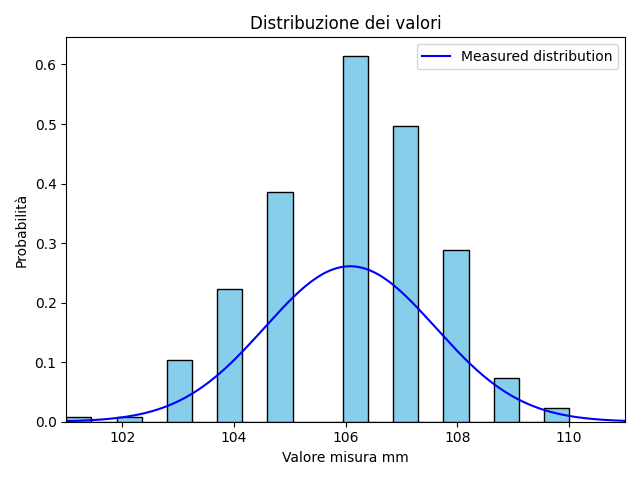 Distribuzione dei valori
Measured distribution
Probabilità
0.6
0.5
0.4
0.3
0.2
0.1
0.0
102 104 106 108 110
Valore misura mm